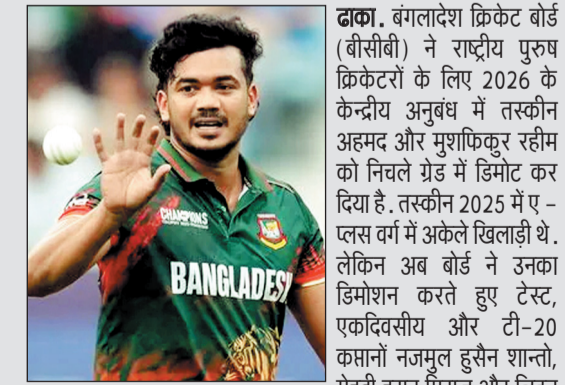 CHAMPIONS
BANGLADESH
ढाका. बंगलादेश क्रिकेट बोर्ड
(बीसीबी) ने राष्ट्रीय पुरुष
क्रिकेटरों के लिए 2026 के
केन्द्रीय अनुबंध में तस्कीन
अहमद और मुशफिकुर रहीम
को निचले ग्रेड में डिमोट कर
दिया है. तस्कीन 2025 में ए –
प्लस वर्ग में अकेले खिलाड़ी थे.
लेकिन अब बोर्ड ने उनका
डिमोशन करते हुए टेस्ट,
एकदिवसीय और टी–20
कप्तानों नजमुल हुसैन शान्तो,